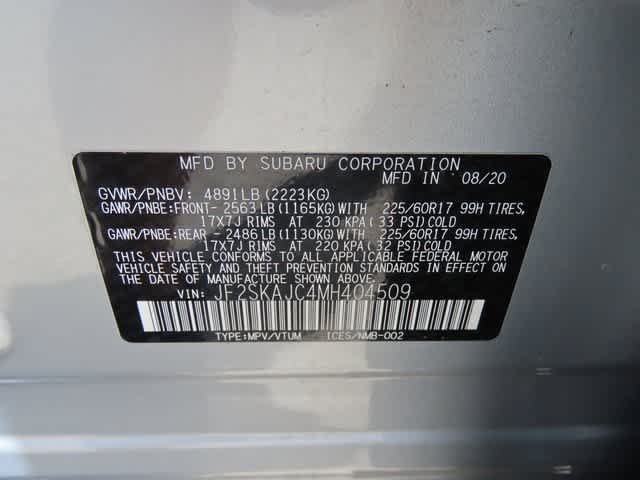 MFD BY SUBARU CORPORATION
MFD IN 08/20
GVWR/PNBV: 4891LB(2223KG)
GAWR/PNBE:FRONT- 2563LB(1165KG)WITH 225/60R17 99H TIRES,
17X7J RIMS AT 230 KPA(33 PSI)COLD
GAWR/PNBE:REAR - 2486LB(1130KG)WITH 225/60R17 99H TIRES,
17X7J RIMS AT 220 KPA(32 PSI)COLD
THIS VEHICLE CONFORMS TO ALL APPLICABLE FEDERAL MOTOR
VEHICLE SAFETY AND THEFT PREVENTION STANDARDS
IN EFFECT ON THE DATE OF MANUFACTURE SHOWN ABOVE.
VIN: JF2SKAJC4MH404509
TYPE:MPV/VTUM ICES/NMB-002